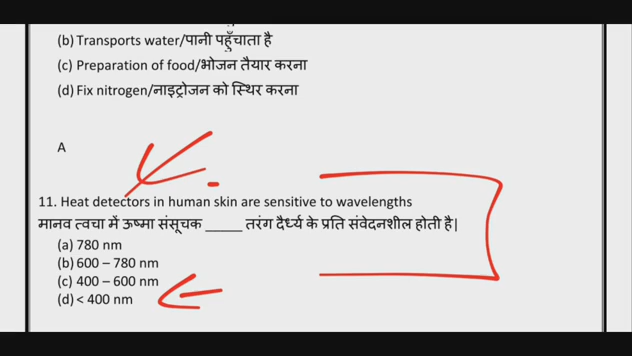 (b) Transports water/पानी पहुँचाता है
(c) Preparation of food/भोजन तैयार करना
(d) Fix nitrogen/नाइट्रोजन को स्थिर करना
A
11. Heat detectors in human skin are sensitive to wavelengths
मानव त्वचा में ऊष्मा संसूचक _____ तरंग दैर्ध्य के प्रति संवेदनशील होती है|
(a) 780 nm
(b) 600 – 780 nm
(c) 400 – 600 nm
(d) < 400 nm